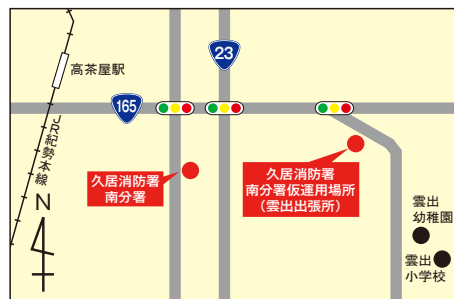 高茶屋駅
23
165
JR紀勢本線
久居消防署
南分署
久居消防署
南分署仮運用場所
（雲出出張所）
N
雲出
幼稚園
雲出
小学校